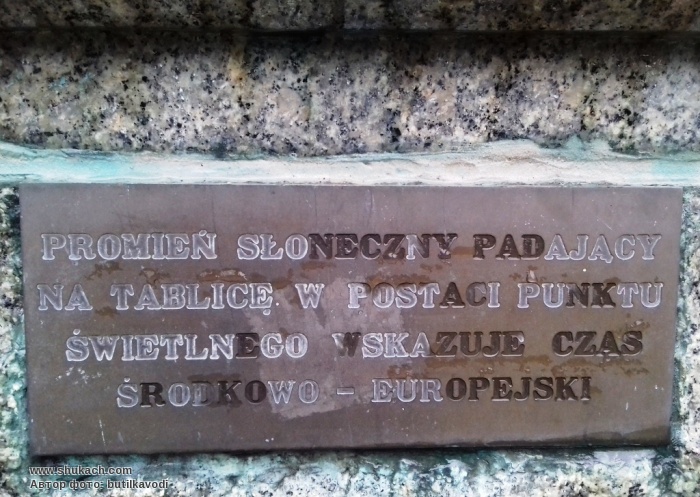 PROMIEŃ SŁONECZNY PADAJĄCY
NA TABLICĘ W POSTACI PUNKTU
ŚWIETLNEGO WSKAZUJE CZAS
ŚRODKOWO – EUROPEJSKI
www.shukach.com
Автор фото- butilkavodi